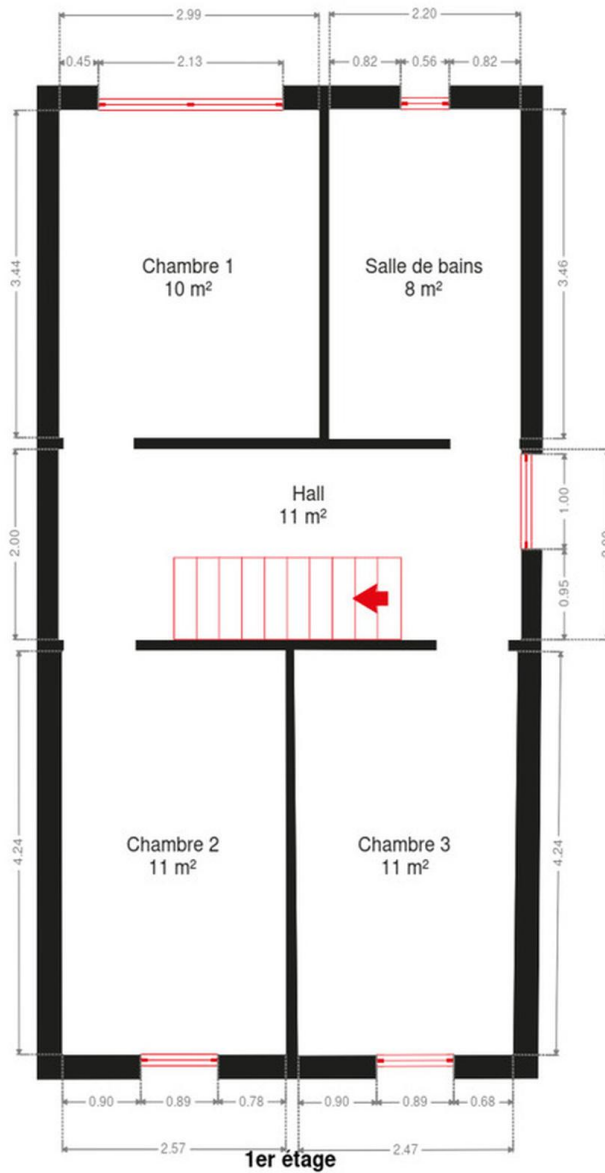 2.99
2.20
0.45
2.13
0.82
0.56
0.82
3.44
Chambre 1
10 m²
Salle de bains
8 m²
3.46
2.00
Hall
11 m²
1.00
0.95
4.24
Chambre 2
11 m²
Chambre 3
11 m²
4.24
0.90
0.89
0.78
0.90
0.89
0.68
2.57
2.47
1er étage